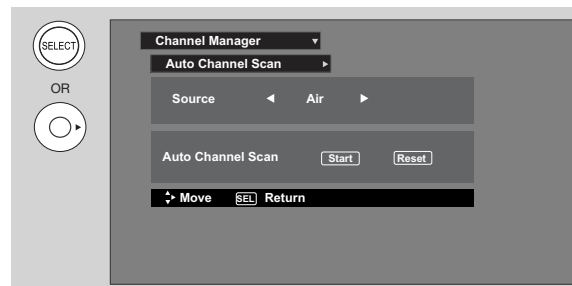 SELECT
OR
Channel Manager
Auto Channel Scan
Source Air
Auto Channel Scan Start Reset
Move SEL Return